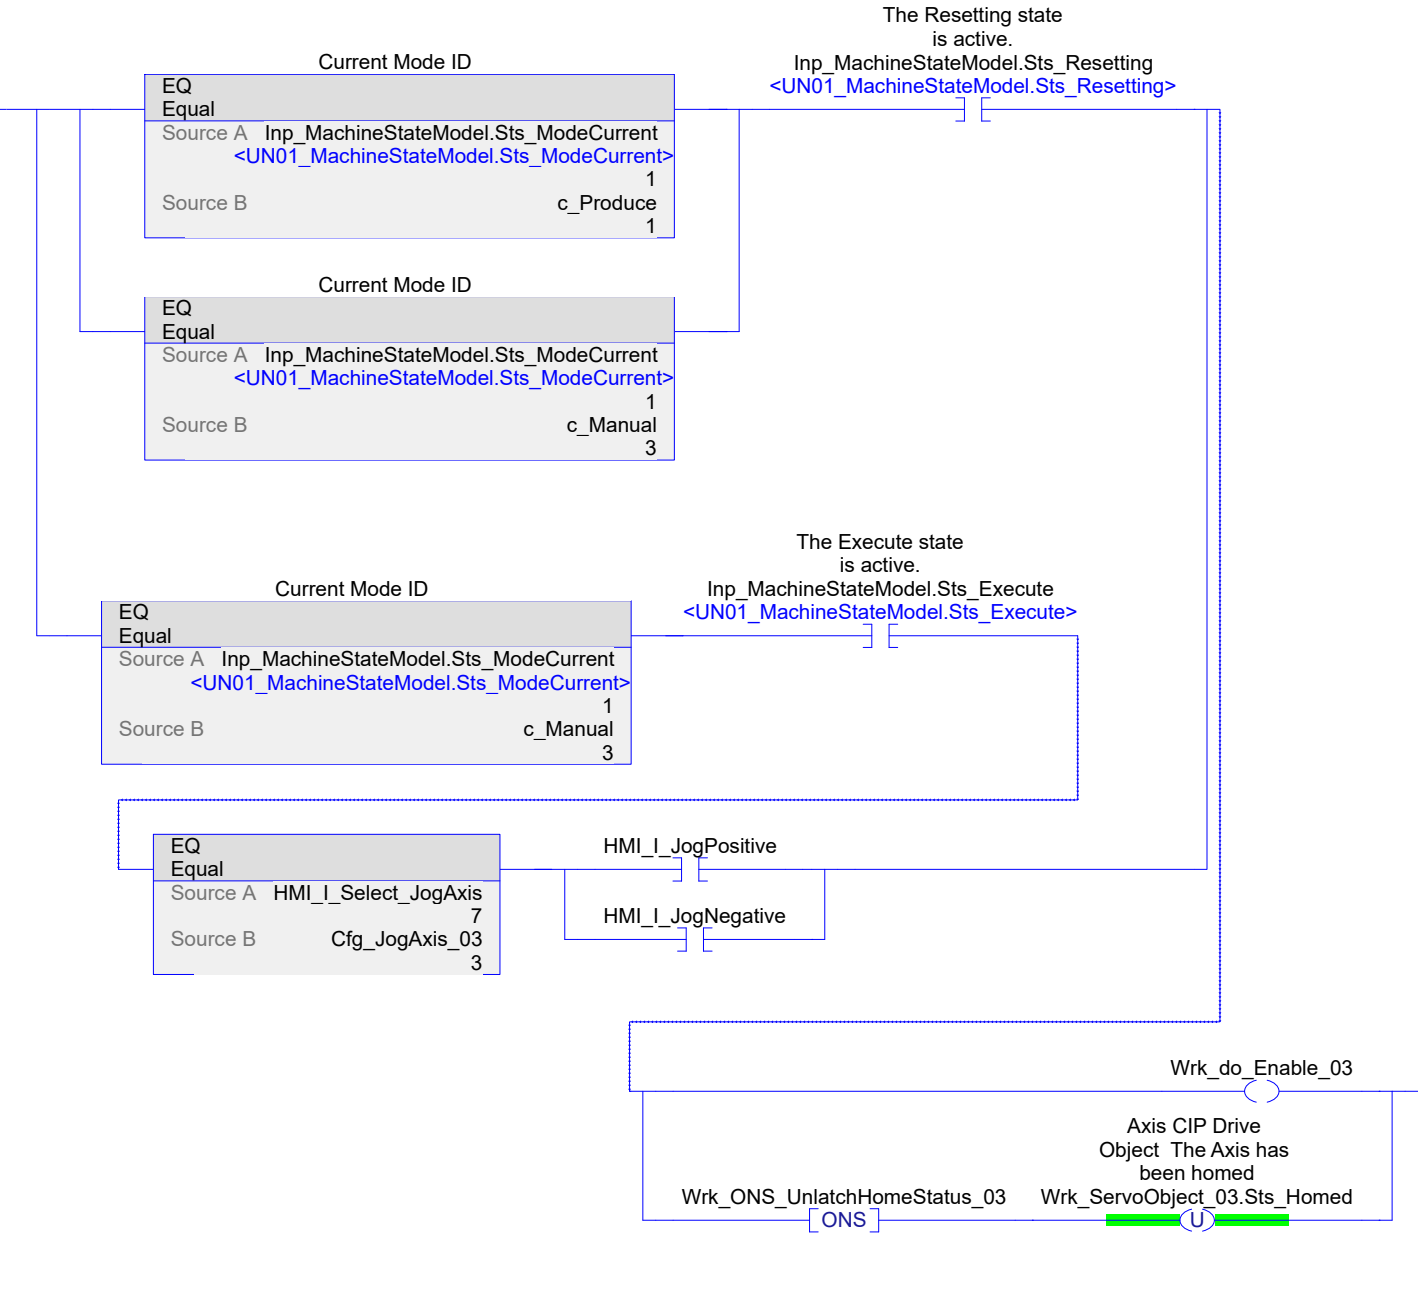 The Resetting state
is active.
Current Mode ID
Inp_MachineStateModel.Sts_Resetting
EQ
<UN01_MachineStateModel.Sts_Resetting>
Equal
Source A Inp_MachineStateModel.Sts_ModeCurrent
<UN01_MachineStateModel.Sts_ModeCurrent>
1
Source B c_Produce
1
Current Mode ID
EQ
Equal
Source A Inp_MachineStateModel.Sts_ModeCurrent
<UN01_MachineStateModel.Sts_ModeCurrent>
1
Source B c_Manual
3
The Execute state
is active.
Current Mode ID
Inp_MachineStateModel.Sts_Execute
EQ
<UN01_MachineStateModel.Sts_Execute>
Equal
Source A Inp_MachineStateModel.Sts_ModeCurrent
<UN01_MachineStateModel.Sts_ModeCurrent>
1
Source B c_Manual
3
EQ
HMI_I_JogPositive
Equal
Source A HMI_I_Select_JogAxis
7
HMI_I_JogNegative
Source B Cfg_JogAxis_03
3
Wrk_do_Enable_03
Axis CIP Drive
Object The Axis has
been homed
Wrk_ONS_UnlatchHomeStatus_03
Wrk_ServoObject_03.Sts_Homed
ONS
U